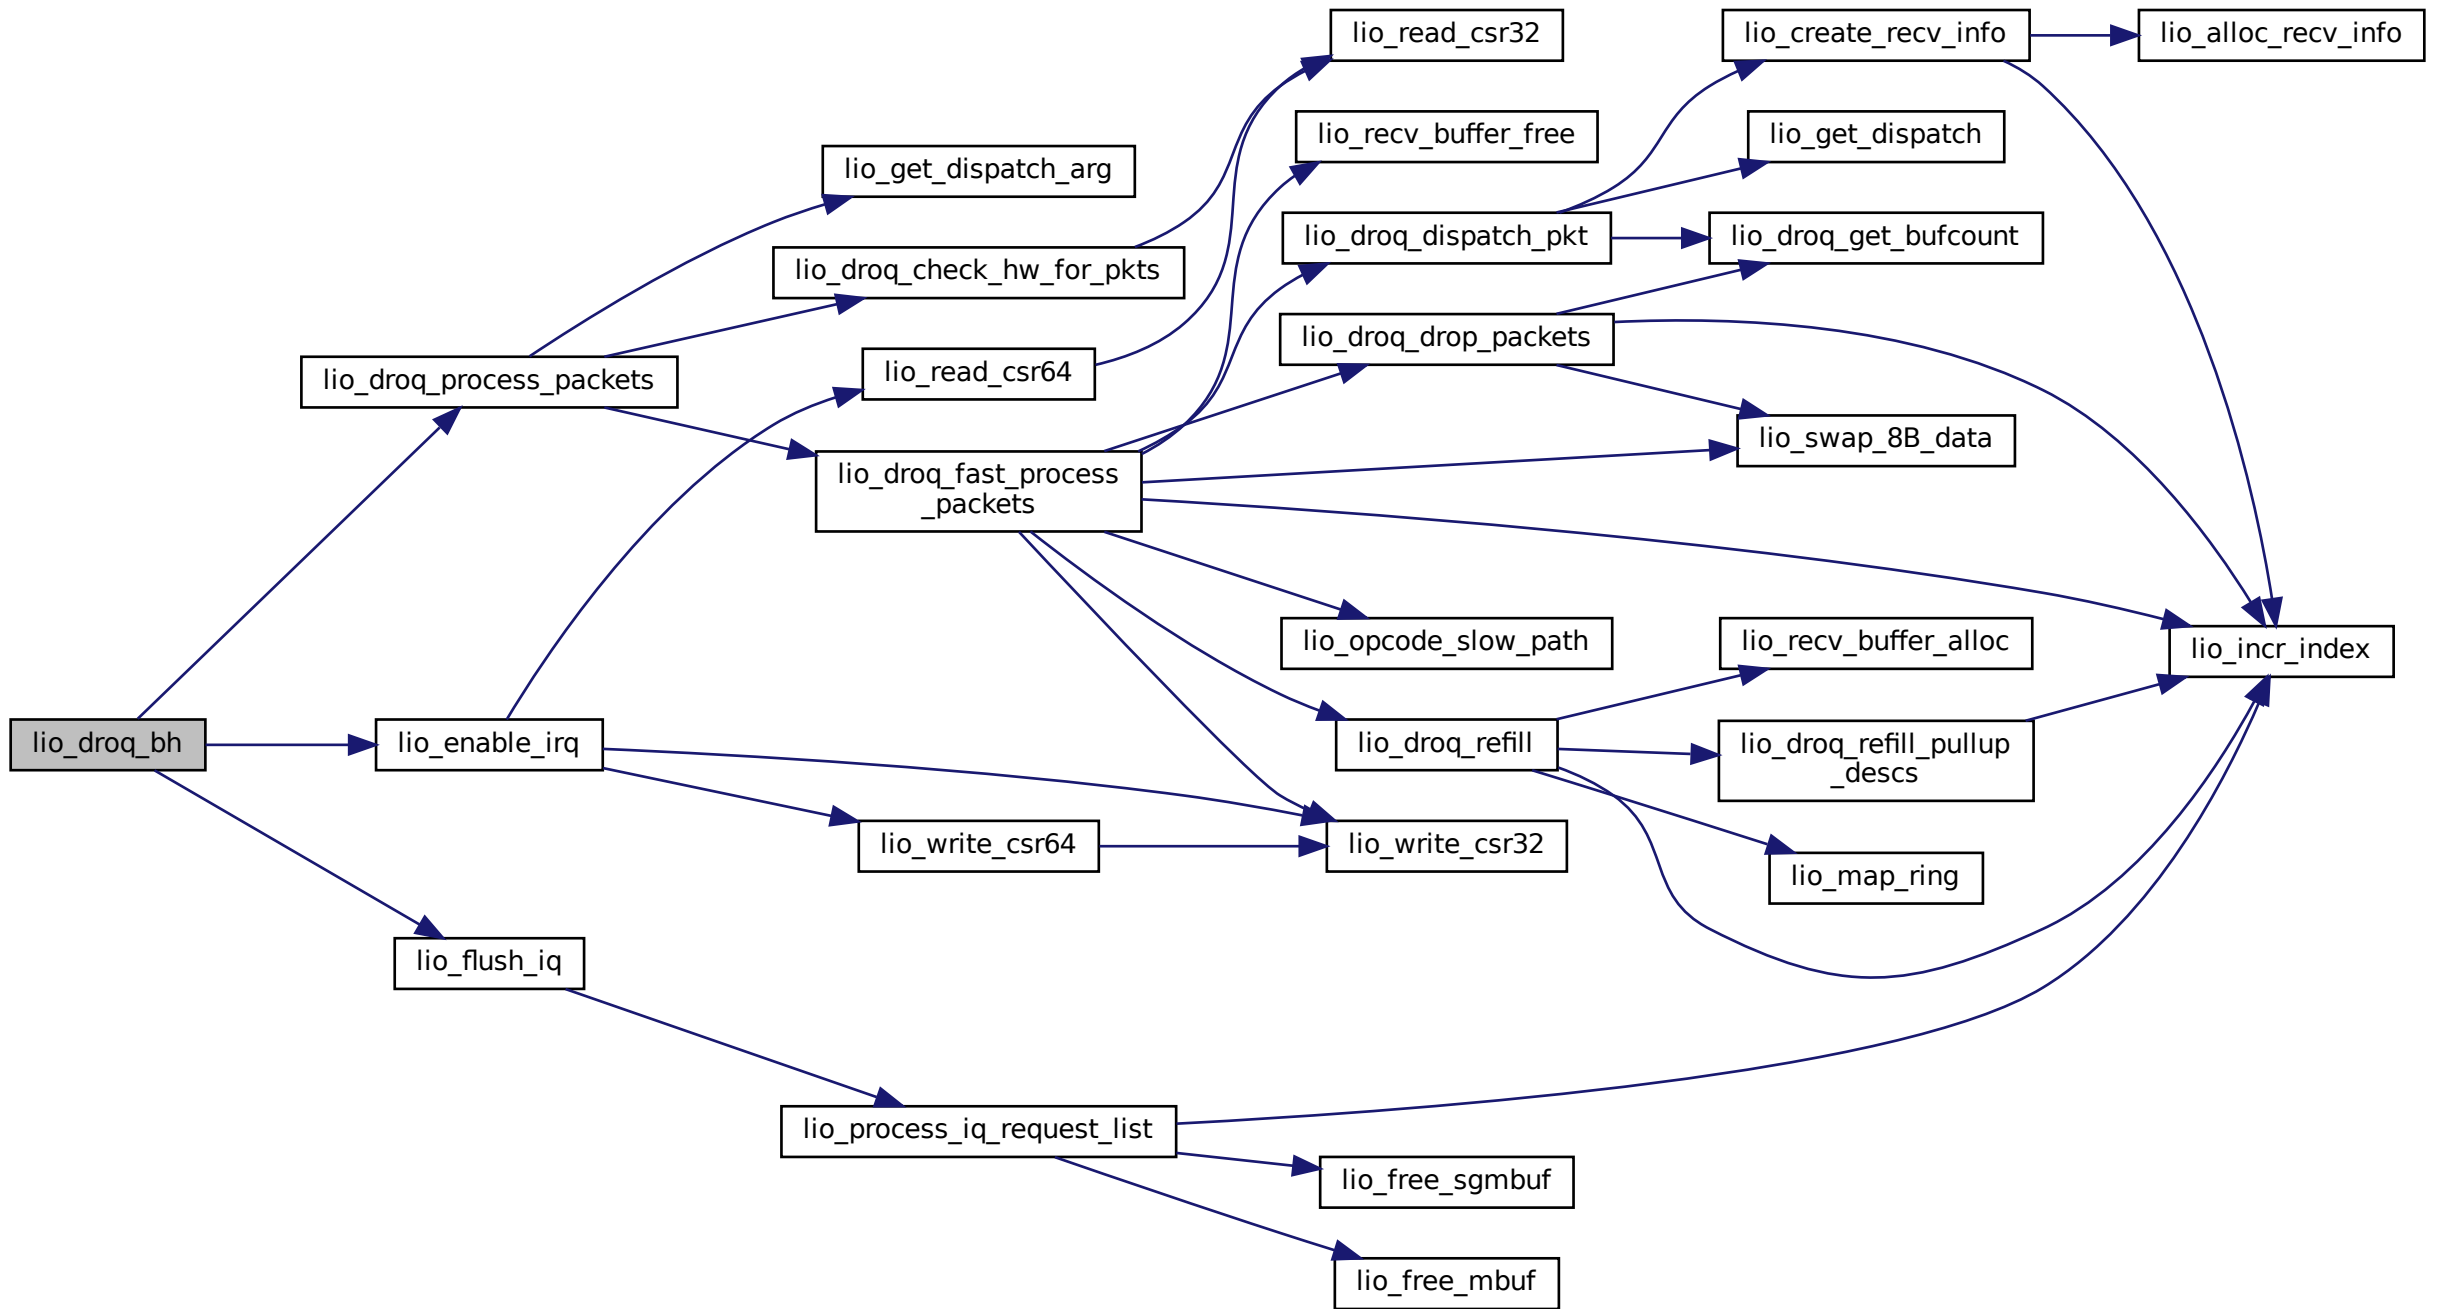 lio_droq_bh
lio_droq_process_packets
lio_enable_irq
lio_flush_iq
lio_get_dispatch_arg
lio_droq_check_hw_for_pkts
lio_read_csr64
lio_droq_fast_process
_packets
lio_write_csr64
lio_process_iq_request_list
lio_read_csr32
lio_recv_buffer_free
lio_droq_dispatch_pkt
lio_droq_drop_packets
lio_opcode_slow_path
lio_droq_refill
lio_write_csr32
lio_free_sgmbuf
lio_free_mbuf
lio_create_recv_info
lio_get_dispatch
lio_droq_get_bufcount
lio_swap_8B_data
lio_recv_buffer_alloc
lio_droq_refill_pullup
_descs
lio_map_ring
lio_alloc_recv_info
lio_incr_index